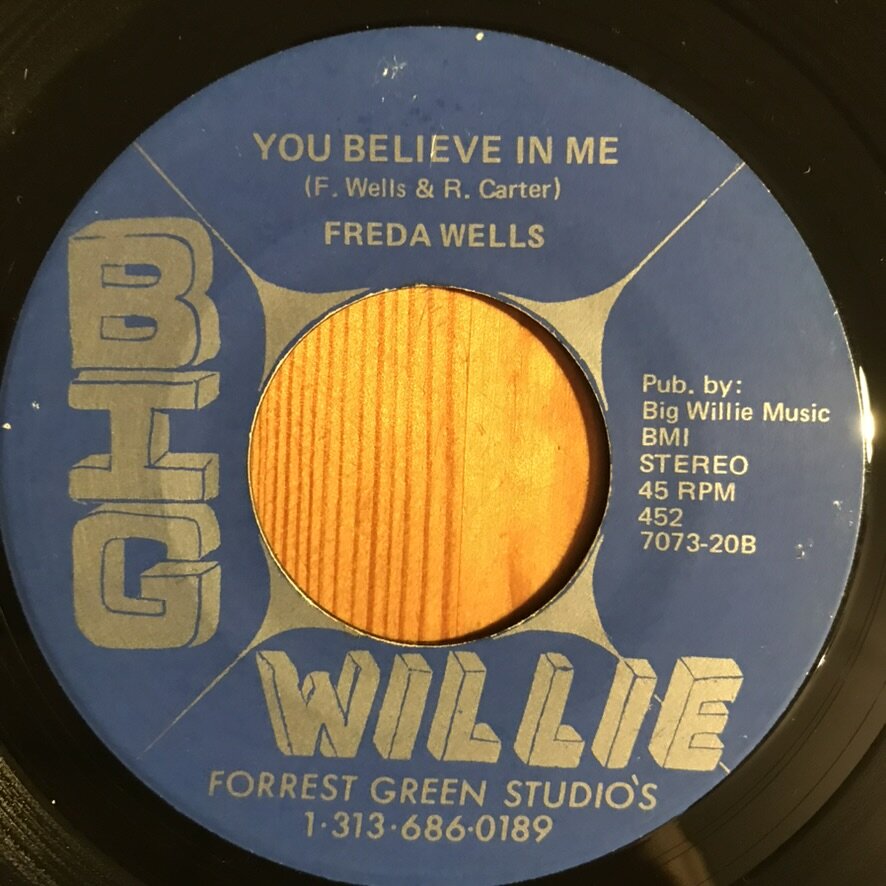 YOU BELIEVE IN ME
(F. Wells & R. Carter)
FREDA WELLS
BIG
Pub. by:
Big Willie Music
BMI
STEREO
45 RPM
452
7073-20B
WILLIE
FORREST GREEN STUDIO'S
1·313·686·0189